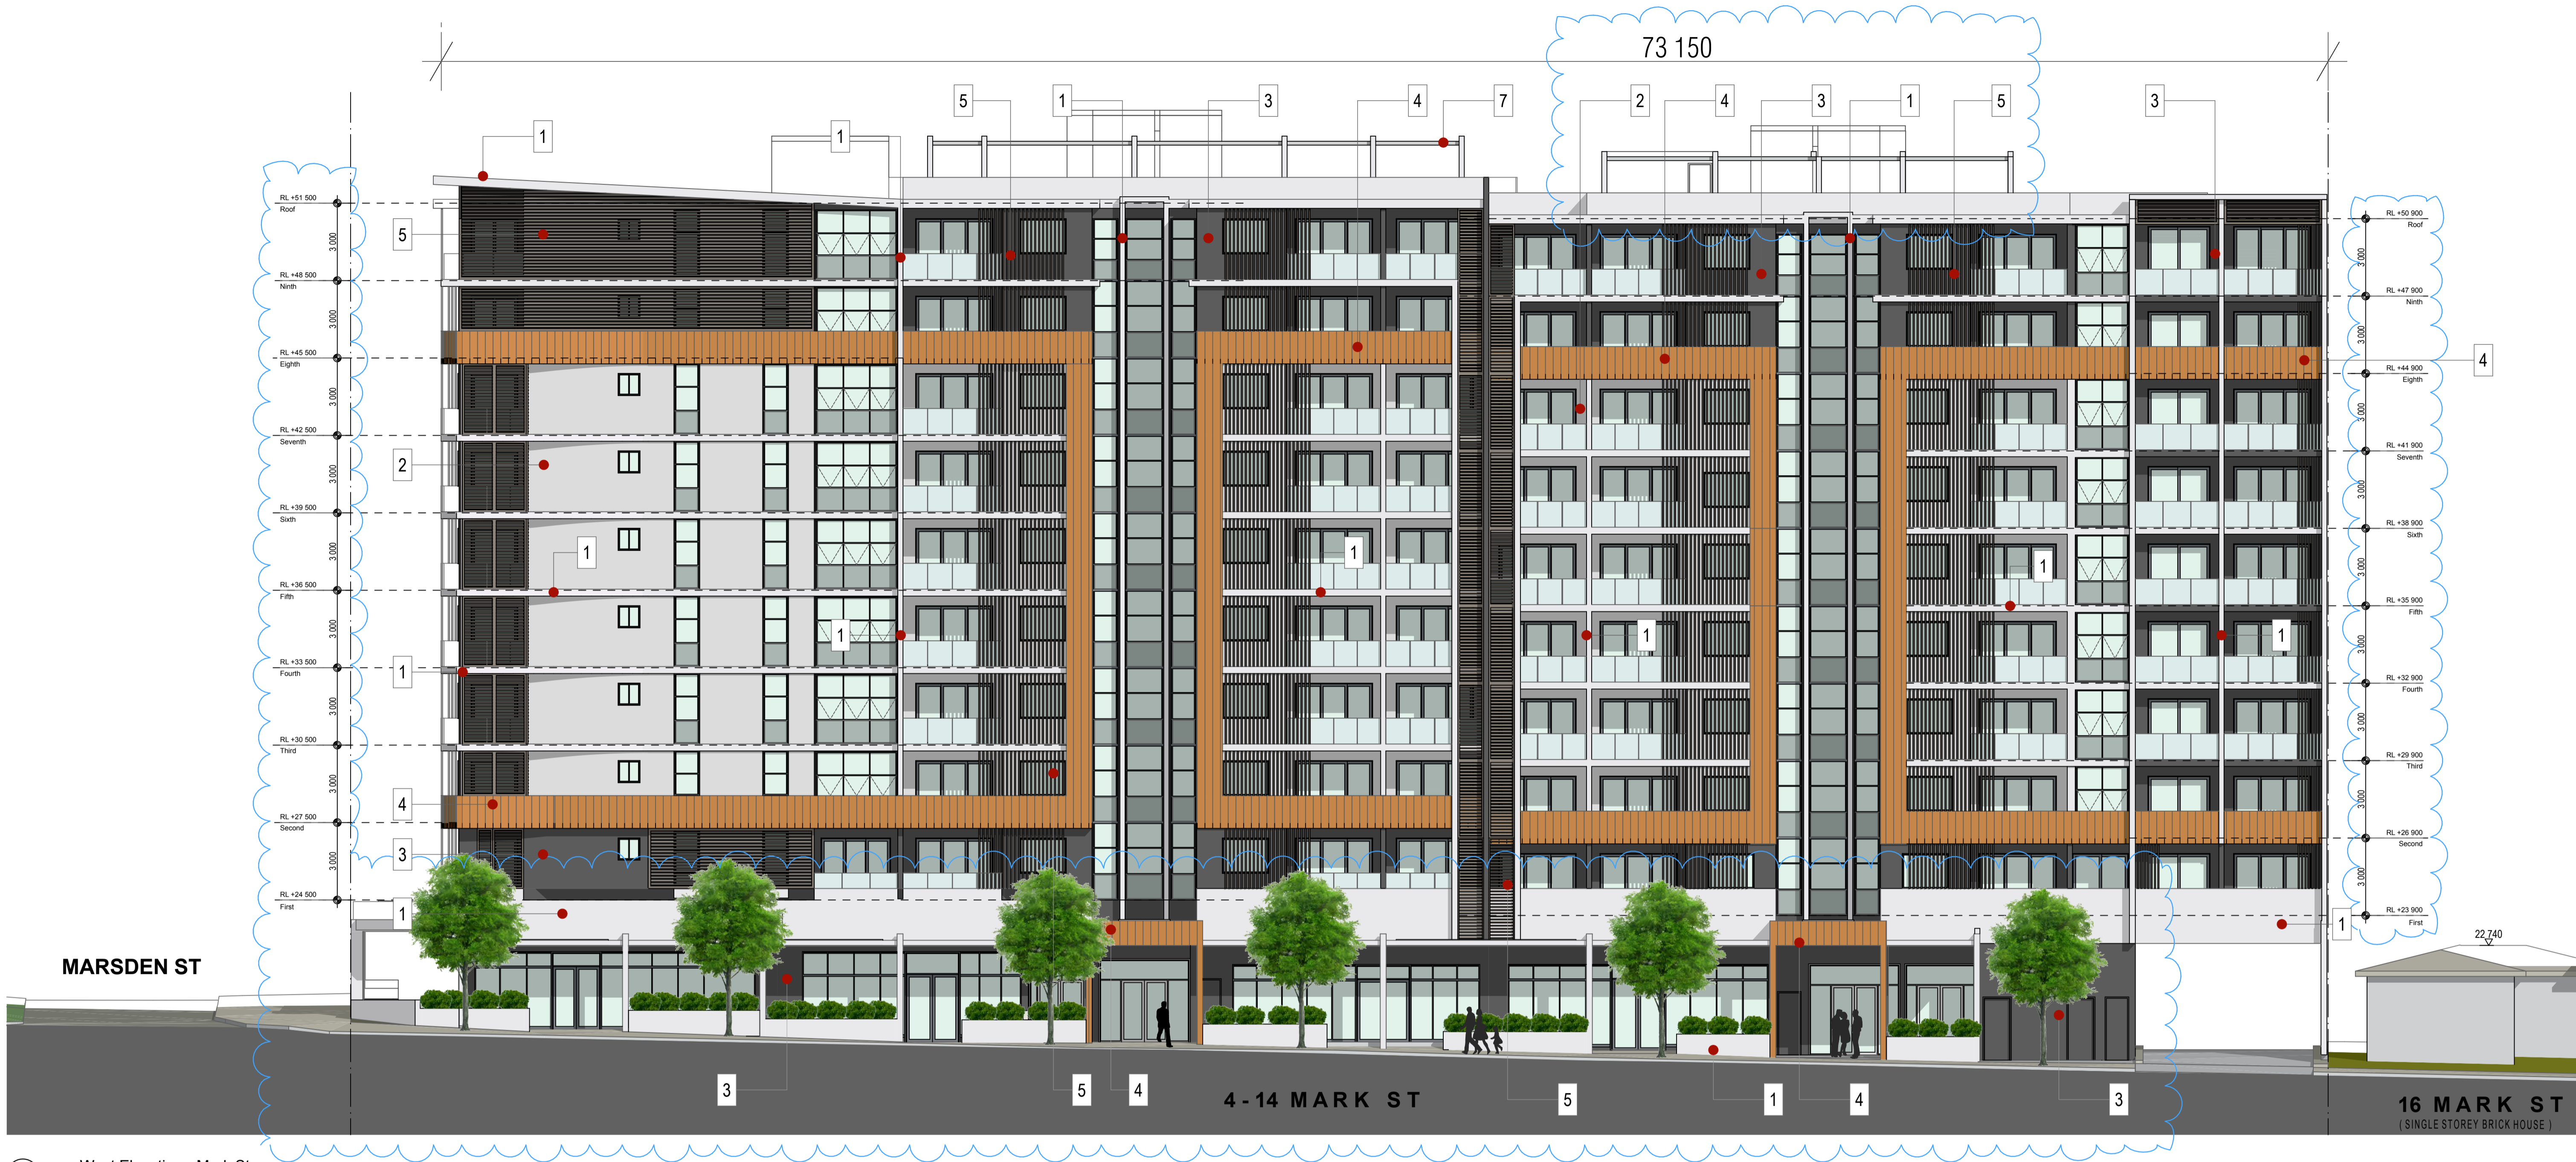 73 150
5
1
3
4
7
2
4
3
1
5
3
1
1
RL +51 500
Roof
3 000
5
RL +48 500
Ninth
3 000
RL +45 500
Eighth
3 000
RL +42 500
Seventh
3 000
2
RL +39 500
Sixth
3 000
1
RL +36 500
Fifth
3 000
1
RL +33 500
Fourth
3 000
1
RL +30 500
Third
3 000
4
RL +27 500
Second
3 000
3
RL +24 500
First
1
1
1
1
1
RL +50 900
Roof
3 000
RL +47 900
Ninth
3 000
4
RL +44 900
Eighth
3 000
RL +41 900
Seventh
3 000
RL +38 900
Sixth
3 000
RL +35 900
Fifth
3 000
RL +32 900
Fourth
3 000
RL +29 900
Third
3 000
RL +26 900
Second
3 000
RL +23 900
First
1
22 740
MARSDEN ST
3
5
4
5
1
4
3
4 - 14 MARK ST
16 MARK ST
( SINGLE STOREY BRICK HOUSE )